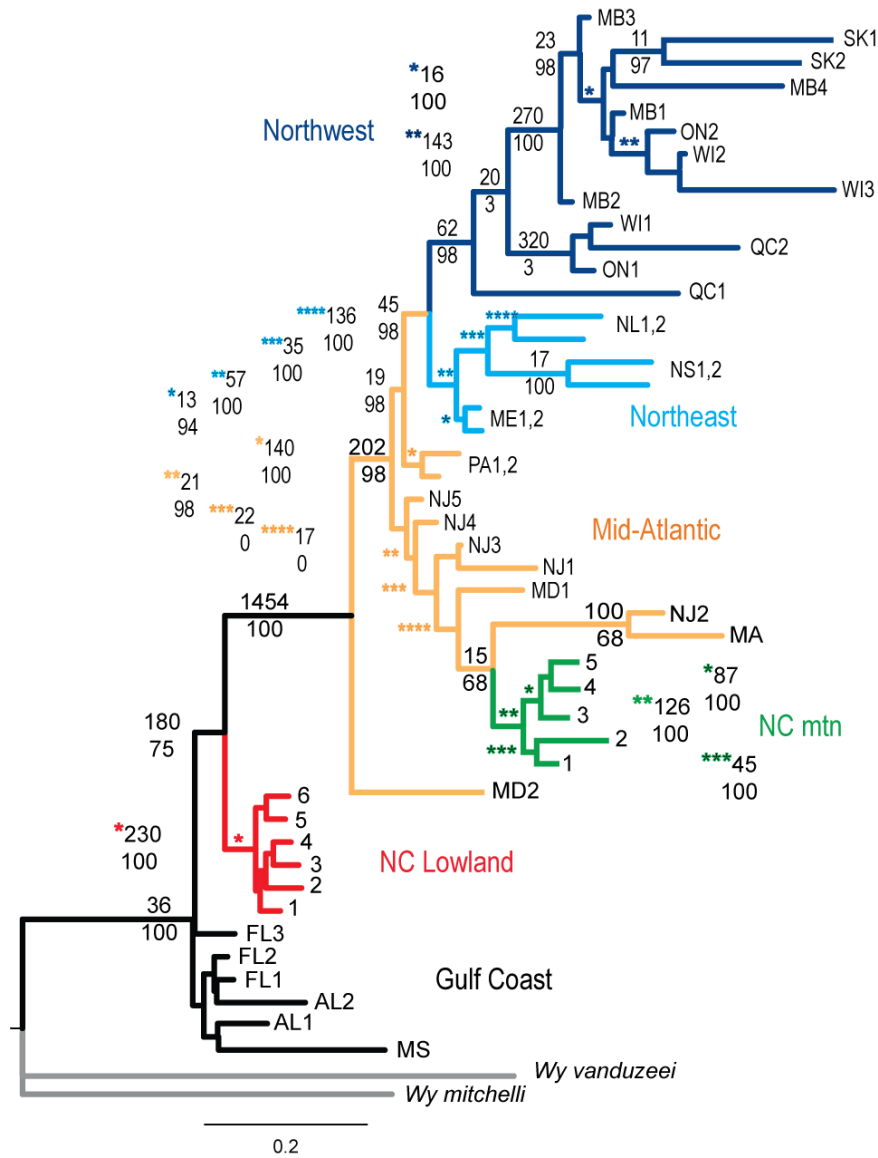 MB3
23
98
11
97
SK1
SK2
MB4
*16
100
*
MB1
Northwest
**143
100
270
100
**
ON2
WI2
WI3
20
3
MB2
62
98
320
3
WI1
QC2
ON1
QC1
45
98
****136
100
****
NL1,2
***35
100
***
17
100
NS1,2
**57
100
**
19
98
*13
94
*
ME1,2
Northeast
*140
100
202
98
*
PA1,2
**21
98
***22
0
****17
0
NJ5
NJ4
Mid-Atlantic
**
NJ3
NJ1
***
MD1
1454
100
****
100
68
NJ2
MA
15
68
5
4
3
2
1
*
**
***
*87
100
**126
100
NC mtn
***45
100
180
75
MD2
*230
100
*
6
5
4
3
2
1
NC Lowland
36
100
FL3
FL2
FL1
Gulf Coast
AL2
AL1
MS
Wy vanduzeei
Wy mitchelli
0.2